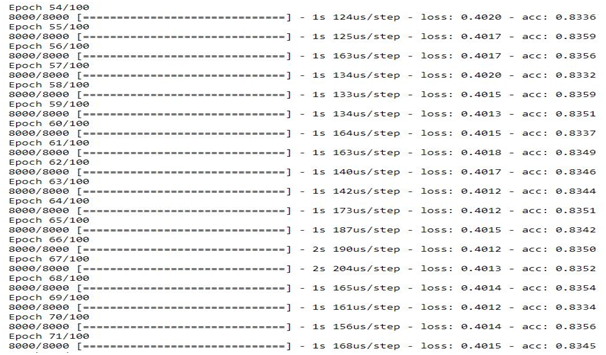 Epoch 54/100
8000/8000 [==============================] - 1s 124us/step - loss: 0.4020 - acc: 0.8336
Epoch 55/100
8000/8000 [==============================] - 1s 125us/step - loss: 0.4017 - acc: 0.8359
Epoch 56/100
8000/8000 [==============================] - 1s 163us/step - loss: 0.4017 - acc: 0.8356
Epoch 57/100
8000/8000 [==============================] - 1s 134us/step - loss: 0.4020 - acc: 0.8332
Epoch 58/100
8000/8000 [==============================] - 1s 133us/step - loss: 0.4015 - acc: 0.8359
Epoch 59/100
8000/8000 [==============================] - 1s 134us/step - loss: 0.4013 - acc: 0.8351
Epoch 60/100
8000/8000 [==============================] - 1s 164us/step - loss: 0.4015 - acc: 0.8337
Epoch 61/100
8000/8000 [==============================] - 1s 163us/step - loss: 0.4018 - acc: 0.8349
Epoch 62/100
8000/8000 [==============================] - 1s 140us/step - loss: 0.4017 - acc: 0.8346
Epoch 63/100
8000/8000 [==============================] - 1s 142us/step - loss: 0.4012 - acc: 0.8344
Epoch 64/100
8000/8000 [==============================] - 1s 173us/step - loss: 0.4012 - acc: 0.8351
Epoch 65/100
8000/8000 [==============================] - 1s 187us/step - loss: 0.4015 - acc: 0.8342
Epoch 66/100
8000/8000 [==============================] - 2s 190us/step - loss: 0.4012 - acc: 0.8350
Epoch 67/100
8000/8000 [==============================] - 2s 204us/step - loss: 0.4013 - acc: 0.8352
Epoch 68/100
8000/8000 [==============================] - 1s 165us/step - loss: 0.4014 - acc: 0.8354
Epoch 69/100
8000/8000 [==============================] - 1s 161us/step - loss: 0.4012 - acc: 0.8334
Epoch 70/100
8000/8000 [==============================] - 1s 156us/step - loss: 0.4014 - acc: 0.8356
Epoch 71/100
8000/8000 [==============================] - 1s 168us/step - loss: 0.4015 - acc: 0.8345